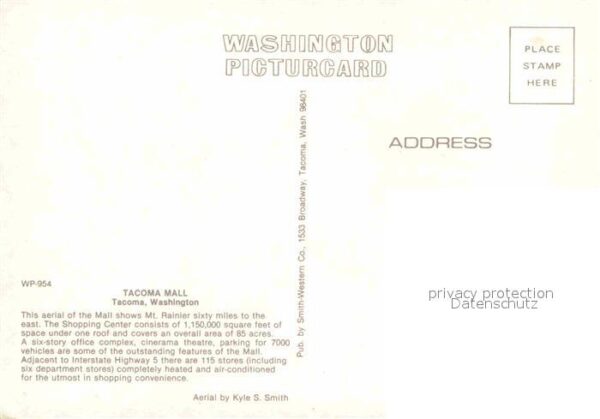 WASHINGTON
PICTURCARD
PLACE
STAMP
HERE
ADDRESS
Pub. by Smith-Western Co., 1533 Broadway, Tacoma, Wash 98401
WP-954
TACOMA MALL
Tacoma, Washington
This aerial of the Mall shows Mt. Rainier sixty miles to the
east. The Shopping Center consists of 1,150,000 square feet of
space under one roof and covers an overall area of 85 acres.
A six-story office complex, cinerama theatre, parking for 7000
vehicles are some of the outstanding features of the Mall.
Adjacent to Interstate Highway 5 there are 115 stores (including
six department stores) completely heated and air-conditioned
for the utmost in shopping convenience.
Aerial by Kyle S. Smith
privacy protection
Datenschutz